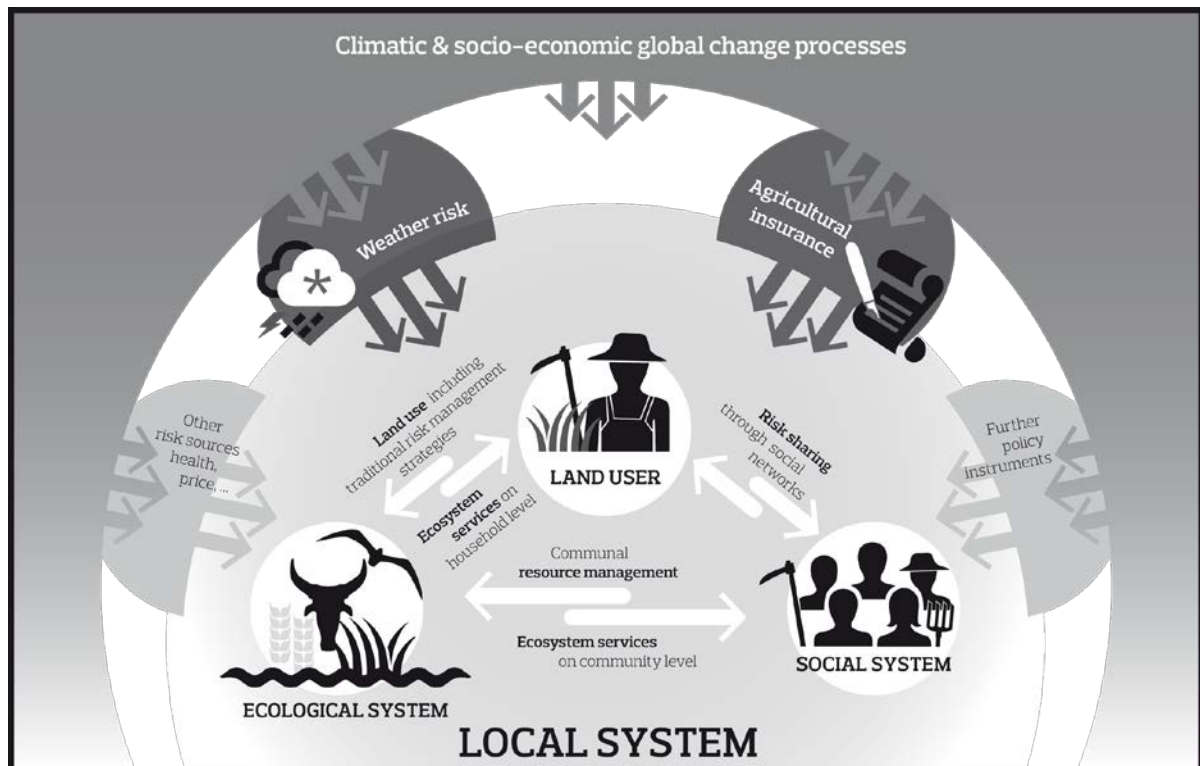 Climatic & socio-economic global change processes
Weather risk
Agricultural
insurance
Other
risk sources
health,
price, ...
Further
policy
instruments
Land use including
traditional risk management
strategies
Ecosystem
services on
household level
LAND USER
Risk sharing
through social
networks
Communal
resource management
Ecosystem services
on community level
ECOLOGICAL SYSTEM
SOCIAL SYSTEM
LOCAL SYSTEM